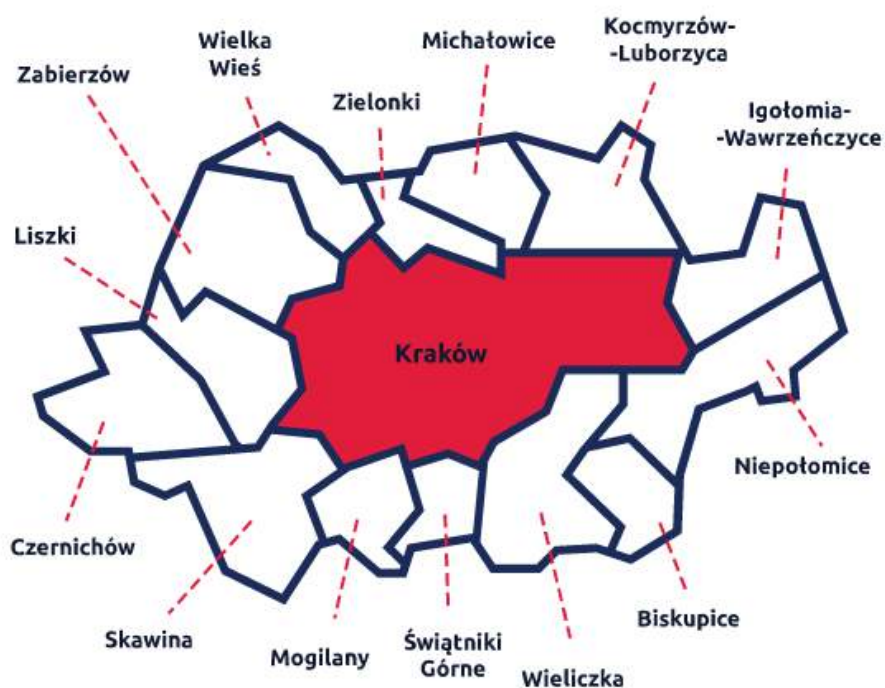 Kocmyrzów-
-Luborzyca
Wielka
Wieś
Michałowice
Zabierzów
Zielonki
Igołomia-
-Wawrzeńczyce
Liszki
Kraków
Niepołomice
Czernichów
Biskupice
Skawina
Mogilany
Świątniki
Górne
Wieliczka